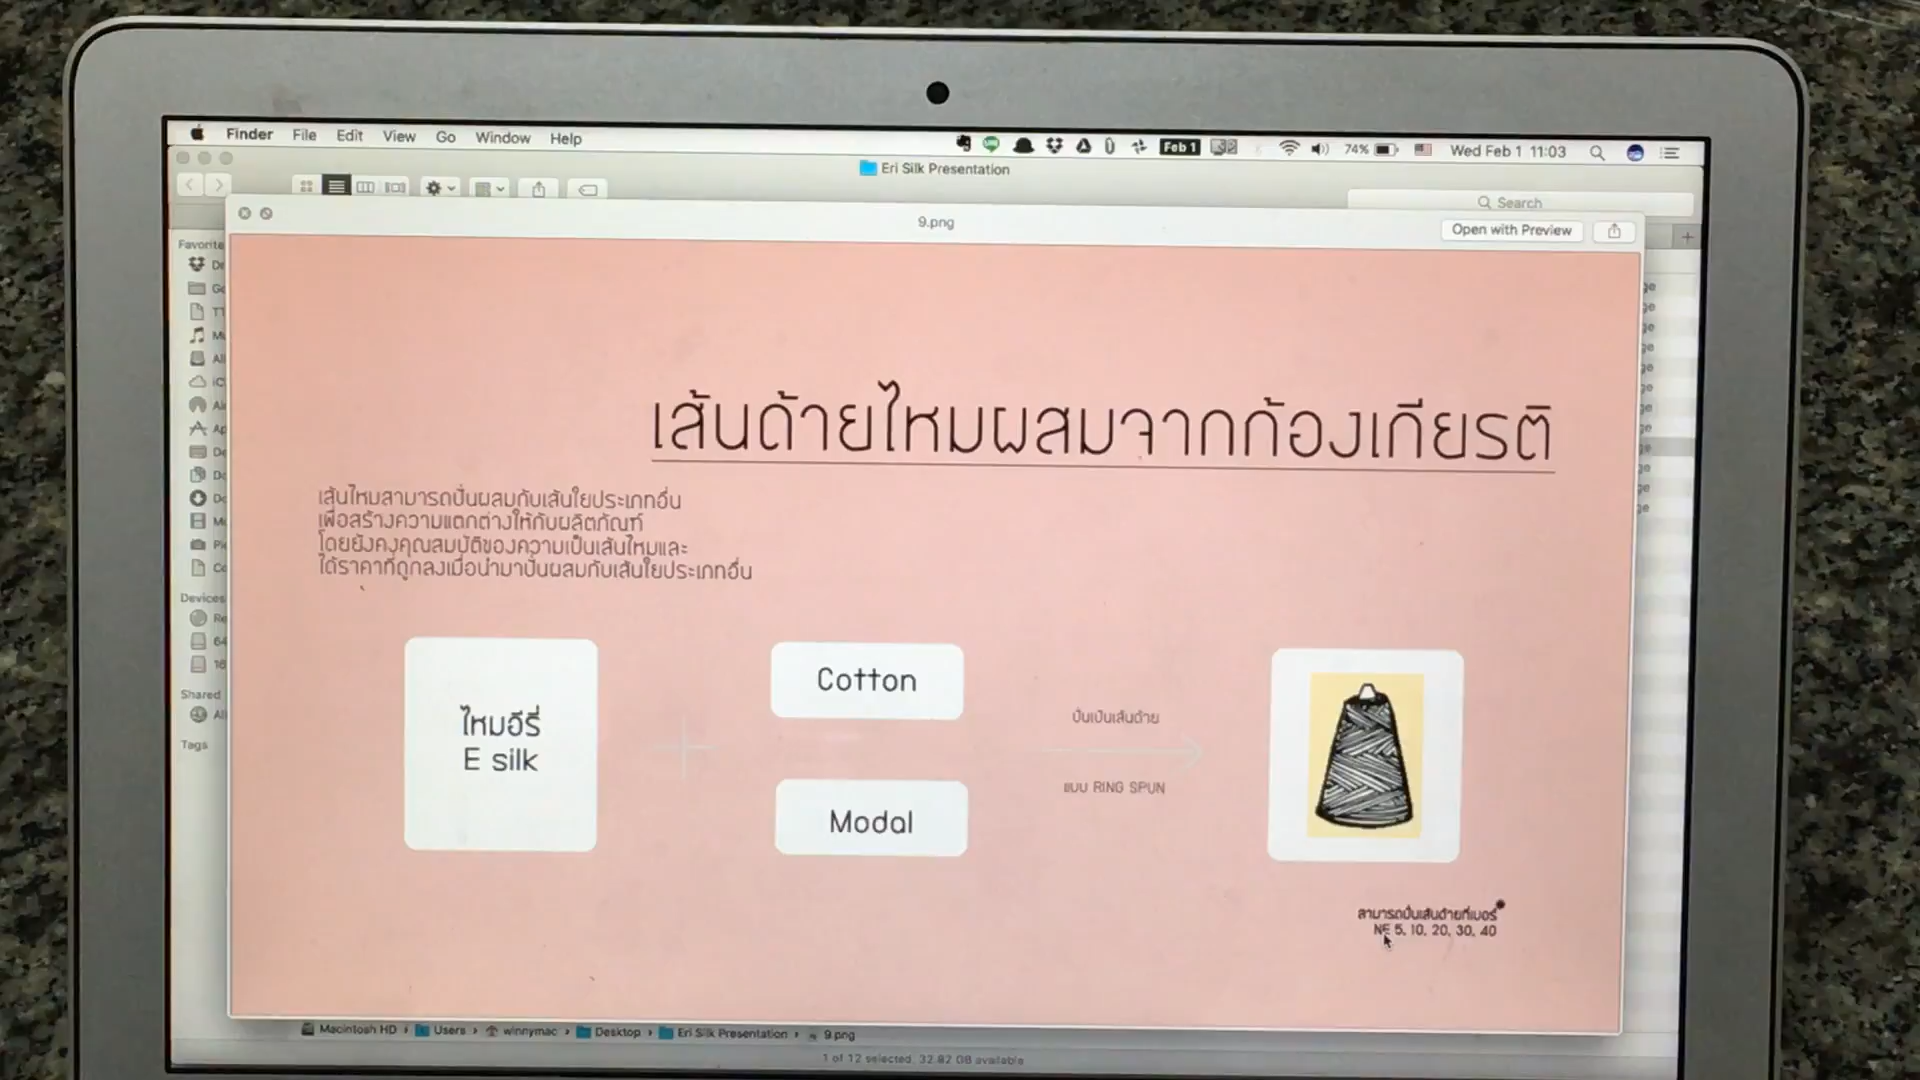 Finder File Edit View Go Window Help
Feb 1
74%
Wed Feb 1 11:03
Eri Silk Presentation
Search
9.png
Open with Preview
Favorite
Devices
Shared
Tags
เส้นด้ายไหมผสมจากก้องเกียรติ
เส้นไหมสามารถปั่นผสมกับเส้นใยประเภทอื่น
เพื่อสร้างความแตกต่างให้กับผลิตภัณฑ์
โดยยังคงคุณสมบัติของความเป็นเส้นไหมและ
ได้ราคาที่ถูกลงเมื่อนำมาปั่นผสมกับเส้นใยประเภทอื่น
ไหมอีรี่
E silk
Cotton
Modal
ปั่นเป็นเส้นด้าย
แบบ RING SPUN
สามารถปั่นเส้นด้ายที่เบอร์
NE 5, 10, 20, 30, 40
Macintosh HD › Users › winnymac › Desktop › Eri Silk Presentation › 9.png
1 of 12 selected, 32.82 GB available